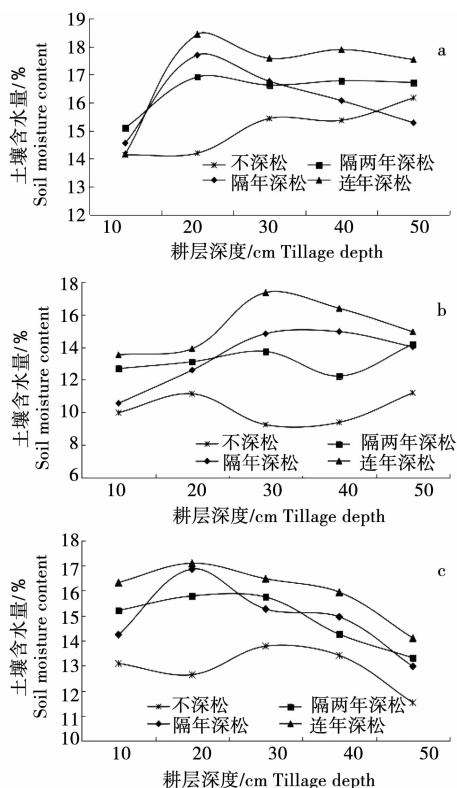 a
土壤含水量/%
Soil moisture content
19
18
17
16
15
14
13
12
不深松 隔两年深松
隔年深松 连年深松
10 20 30 40 50
耕层深度/cm Tillage depth
b
土壤含水量/%
Soil moisture content
18
16
14
12
10
8
6
不深松 隔两年深松
隔年深松 连年深松
10 20 30 40 50
耕层深度/cm Tillage depth
c
土壤含水量/%
Soil moisture content
18
17
16
15
14
13
12
11
10
不深松 隔两年深松
隔年深松 连年深松
10 20 30 40 50
耕层深度/cm Tillage depth